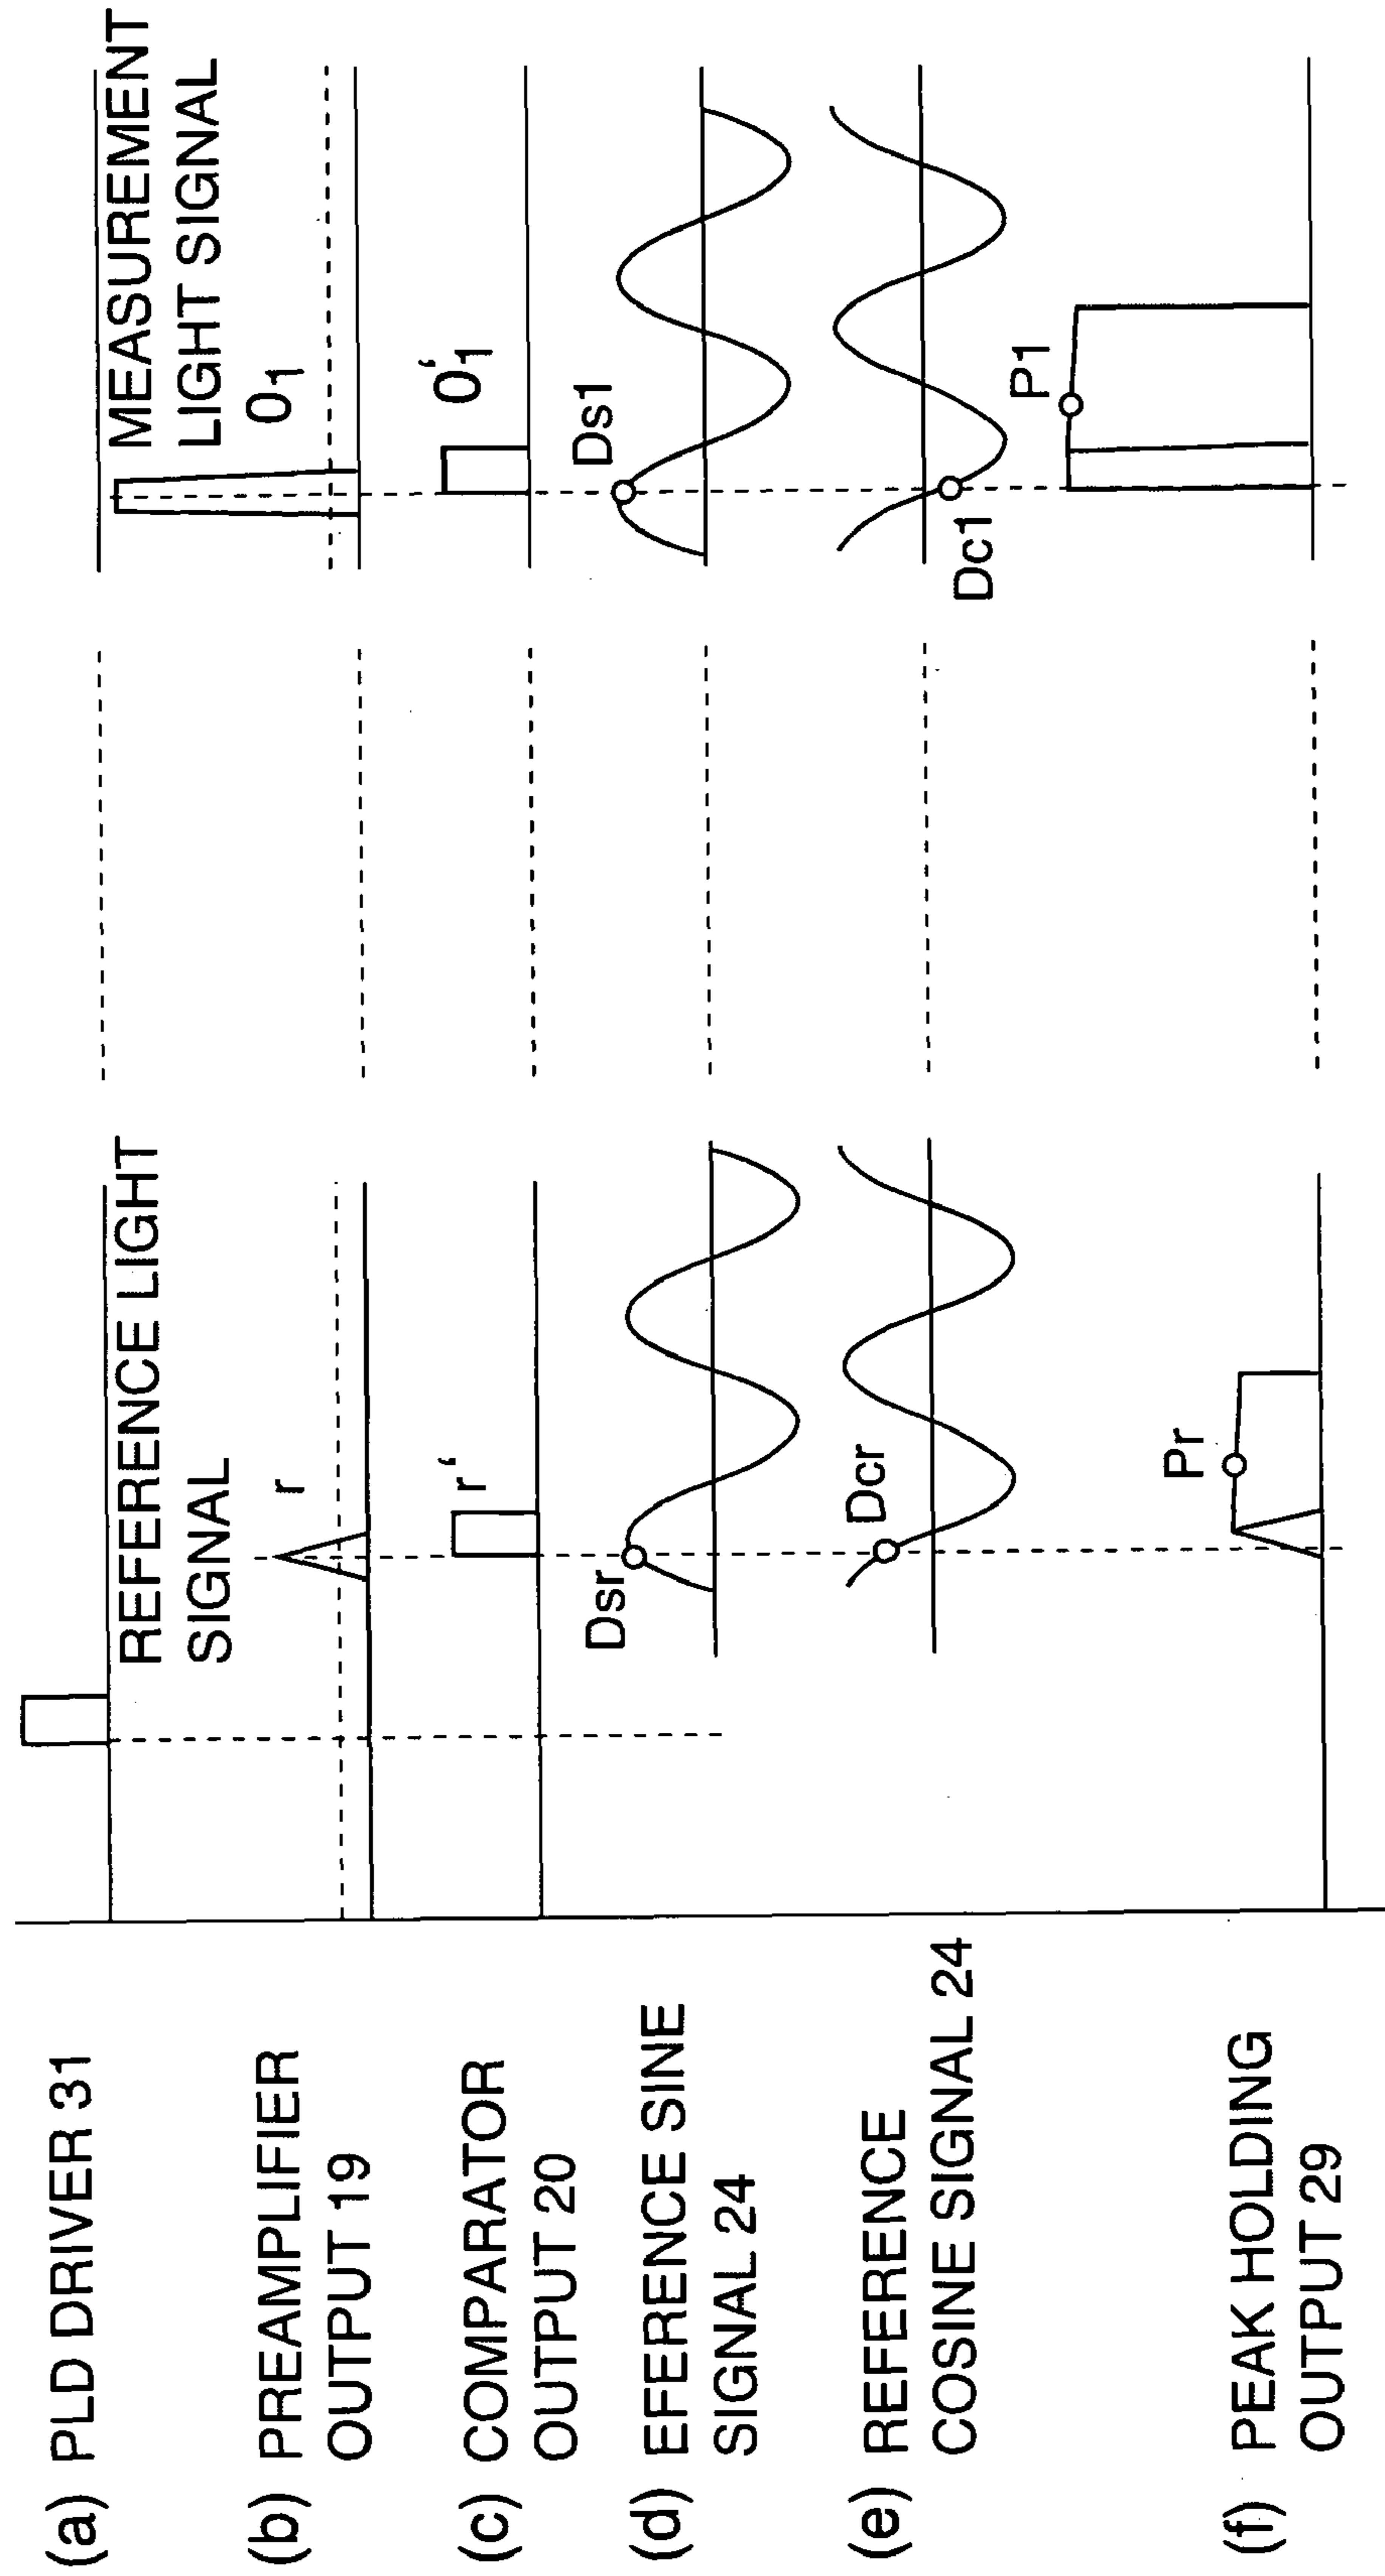 (a) PLD DRIVER 31
(b) PREAMPLIFIER
OUTPUT 19
(c) COMPARATOR
OUTPUT 20
(d) EFERENCE SINE
SIGNAL 24
(e) REFERENCE
COSINE SIGNAL 24
(f) PEAK HOLDING
OUTPUT 29
REFERENCE LIGHT
SIGNAL
r
r'
Dsr
Dcr
Pr
MEASUREMENT
LIGHT SIGNAL
O1
O'1
Ds1
Dc1
P1